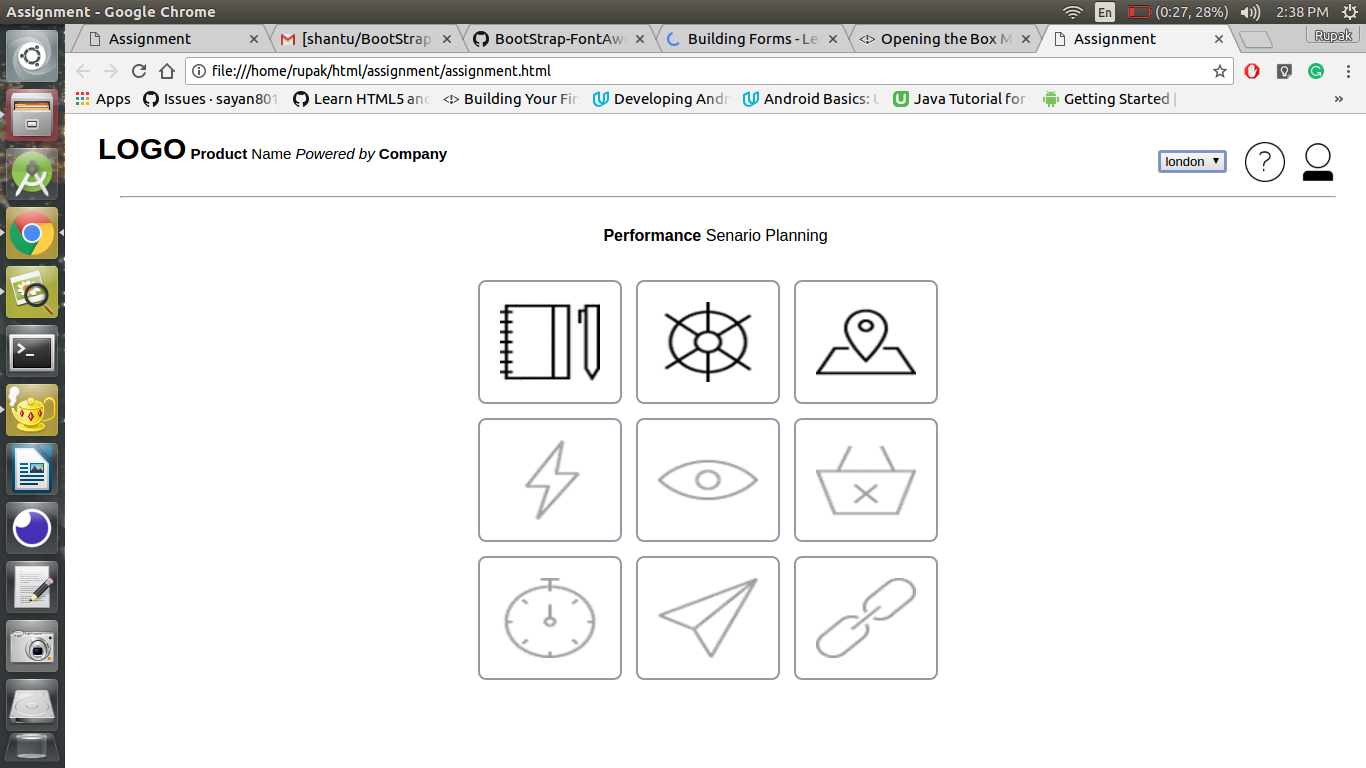 Assignment - Google Chrome En (0:27, 28%) 2:38 PM
Assignment [shantu/BootStrap BootStrap-FontAw Building Forms - Le Opening the Box M Assignment Rupak
file:///home/rupak/html/assignment/assignment.html
Apps Issues · sayan801 Learn HTML5 and Building Your Fir Developing Andr Android Basics: U Java Tutorial for Getting Started »
LOGO Product Name Powered by Company london ?
Performance Senario Planning